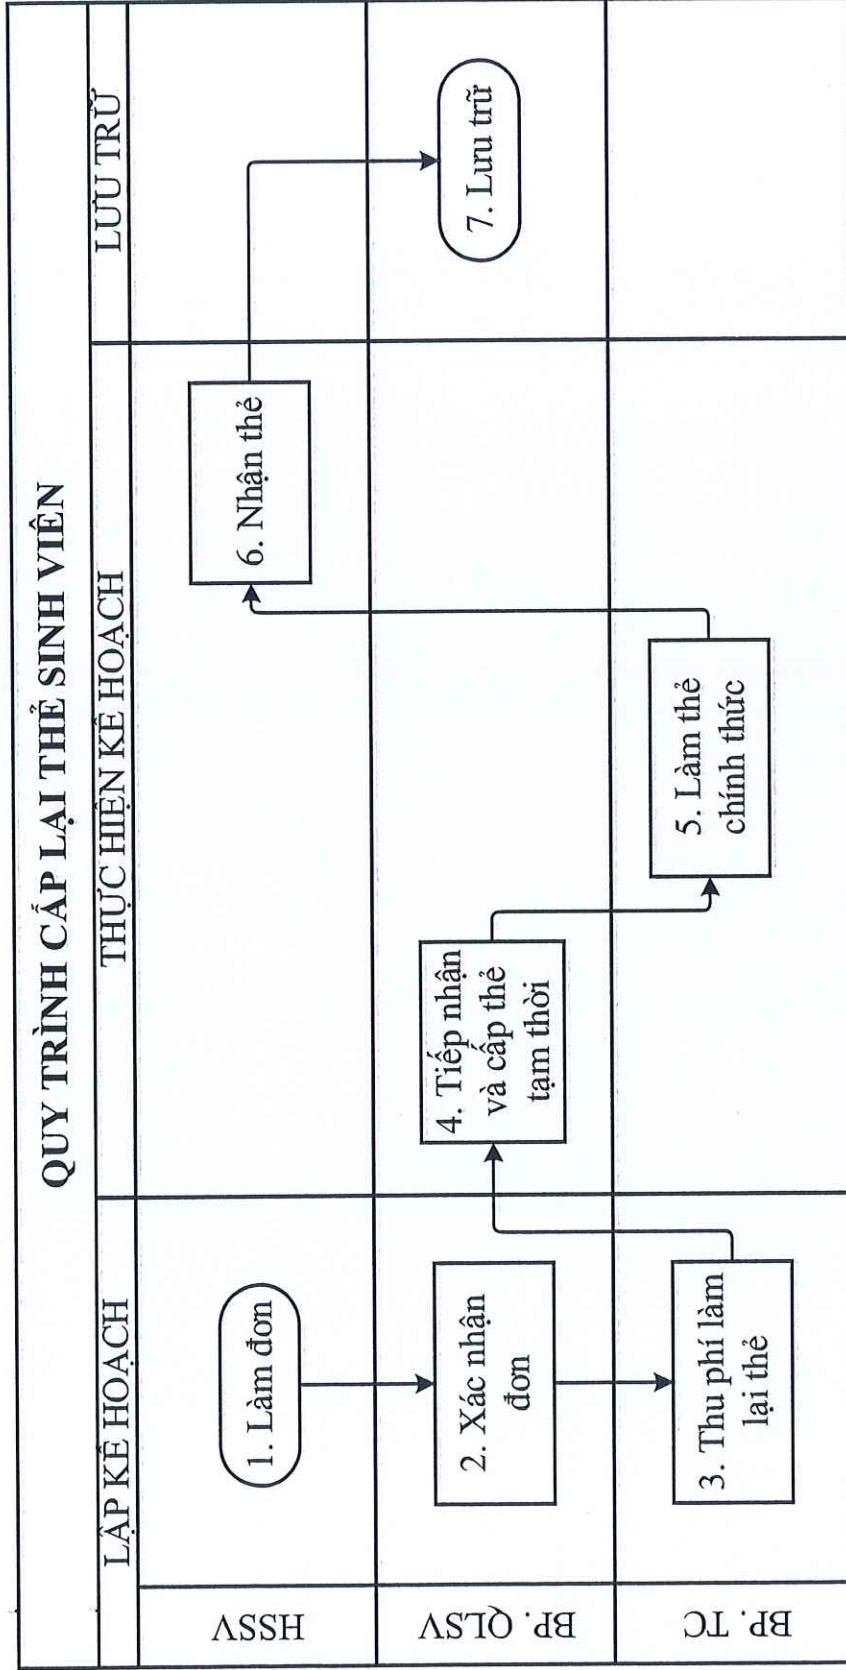 QUY TRÌNH CẤP LẠI THẺ SINH VIÊN
LẬP KẾ HOẠCH
THỰC HIỆN KẾ HOẠCH
LƯU TRỮ
HSSV
1. Làm đơn
6. Nhận thẻ
BP. QLSV
2. Xác nhận
đơn
4. Tiếp nhận
và cấp thẻ
tạm thời
7. Lưu trữ
BP. TC
3. Thu phí làm
lại thẻ
5. Làm thẻ
chính thức